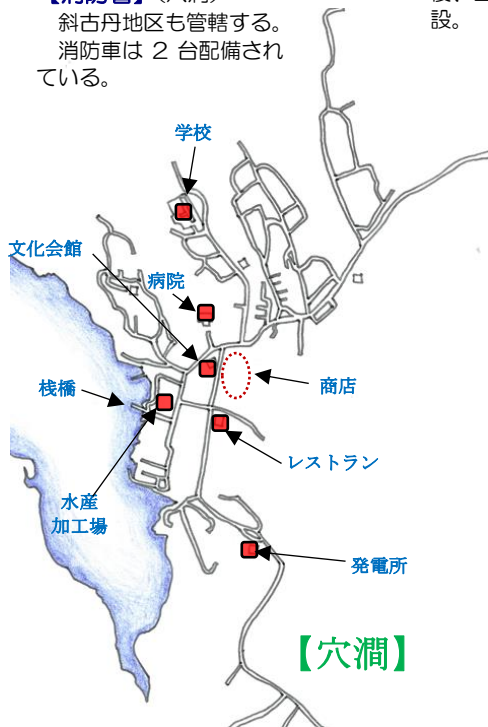 斜古丹地区も管轄する。
消防車は 2 台配備され
ている。
設。
学校
文化会館
病院
桟橋
商店
レストラン
水産
加工場
発電所
【穴澗】